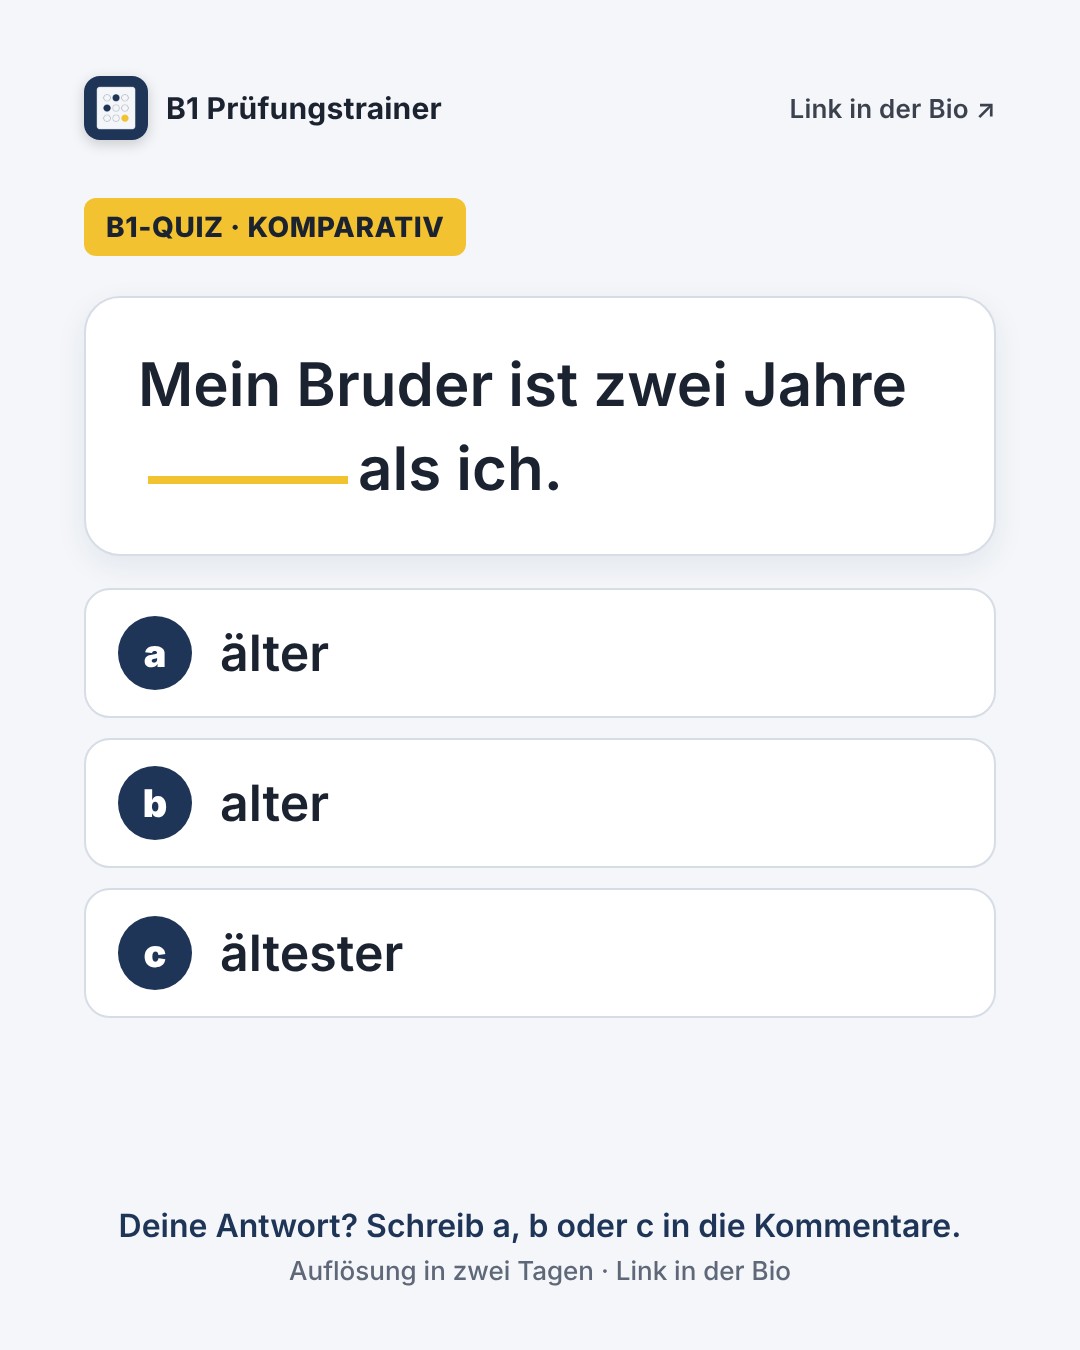 B1 Prüfungstrainer
Link in der Bio ↗
B1-QUIZ · KOMPARATIV
Mein Bruder ist zwei Jahre
als ich.
a älter
b alter
c ältester
Deine Antwort? Schreib a, b oder c in die Kommentare.
Auflösung in zwei Tagen · Link in der Bio